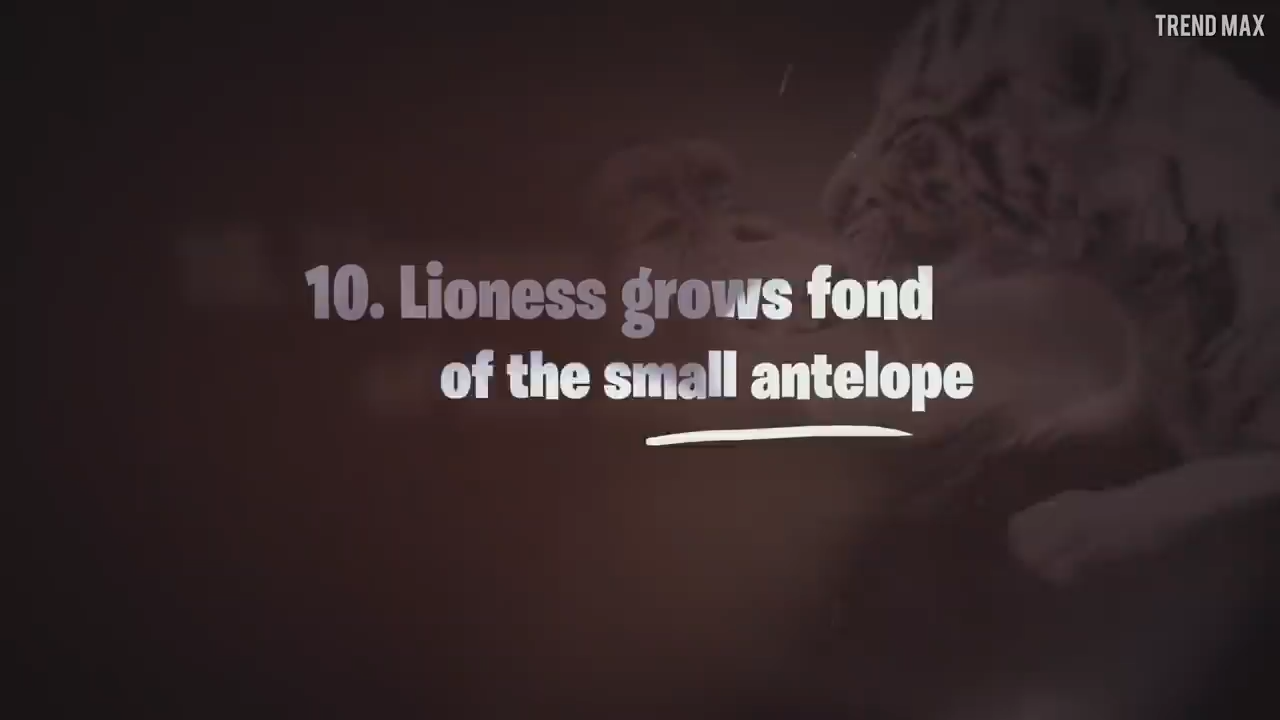 TREND MAX
10. Lioness grows fond
of the small antelope